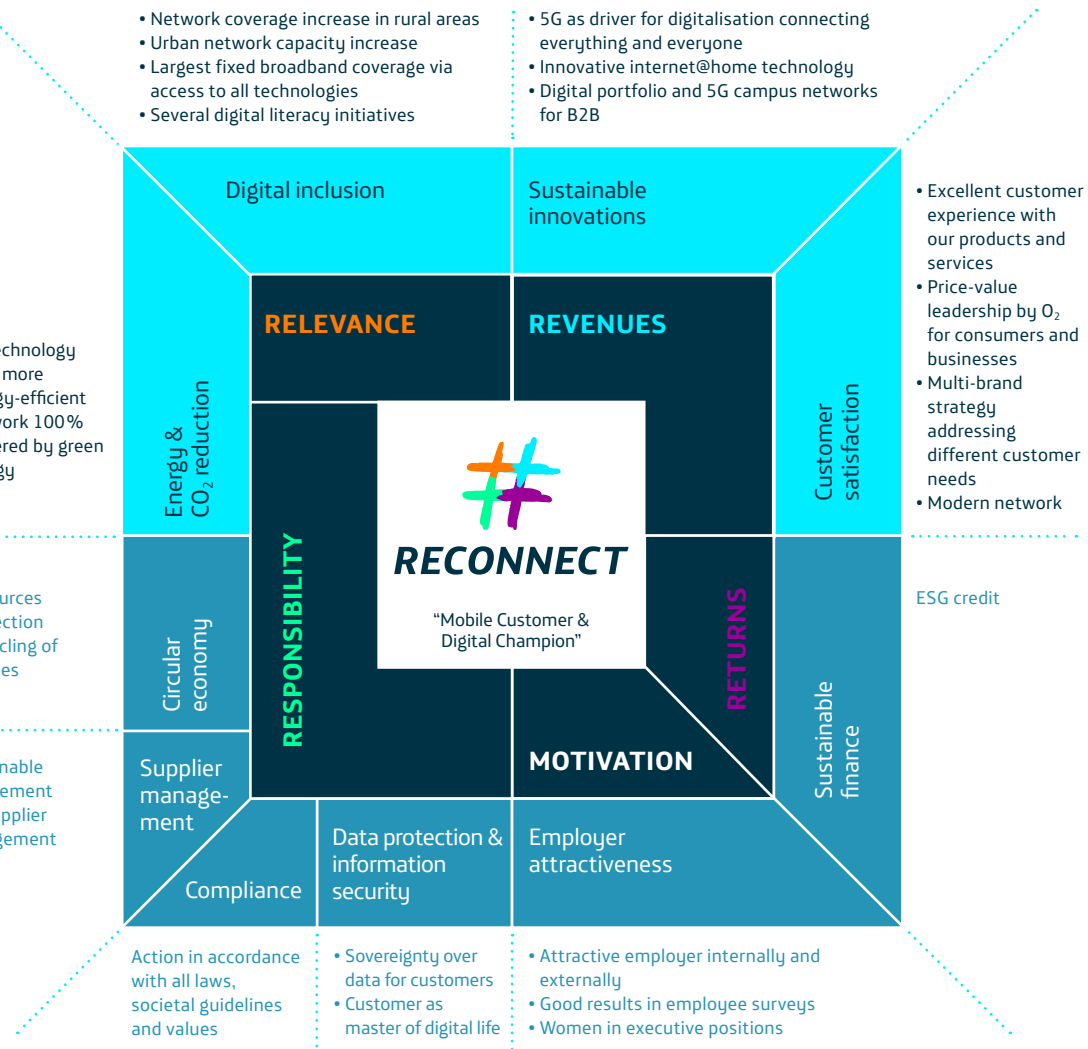 • Network coverage increase in rural areas
• Urban network capacity increase
• Largest fixed broadband coverage via
access to all technologies
• Several digital literacy initiatives
• 5G as driver for digitalisation connecting
everything and everyone
• Innovative internet@home technology
• Digital portfolio and 5G campus networks
for B2B
Digital inclusion
Sustainable
innovations
• Excellent customer
experience with
our products and
services
• Price-value
leadership by O₂
for consumers and
businesses
• Multi-brand
strategy
addressing
different customer
needs
• Modern network
RELEVANCE
REVENUES
more
100%
by green
Energy &
CO₂ reduction
Customer
satisfaction
RECONNECT
“Mobile Customer &
Digital Champion”
RESPONSIBILITY
RETURNS
MOTIVATION
of
Circular
economy
ESG credit
Sustainable
finance
Supplier
manage-
ment
Compliance
Data protection &
information
security
Employer
attractiveness
Action in accordance
with all laws,
societal guidelines
and values
• Sovereignty over
data for customers
• Customer as
master of digital life
• Attractive employer internally and
externally
• Good results in employee surveys
• Women in executive positions